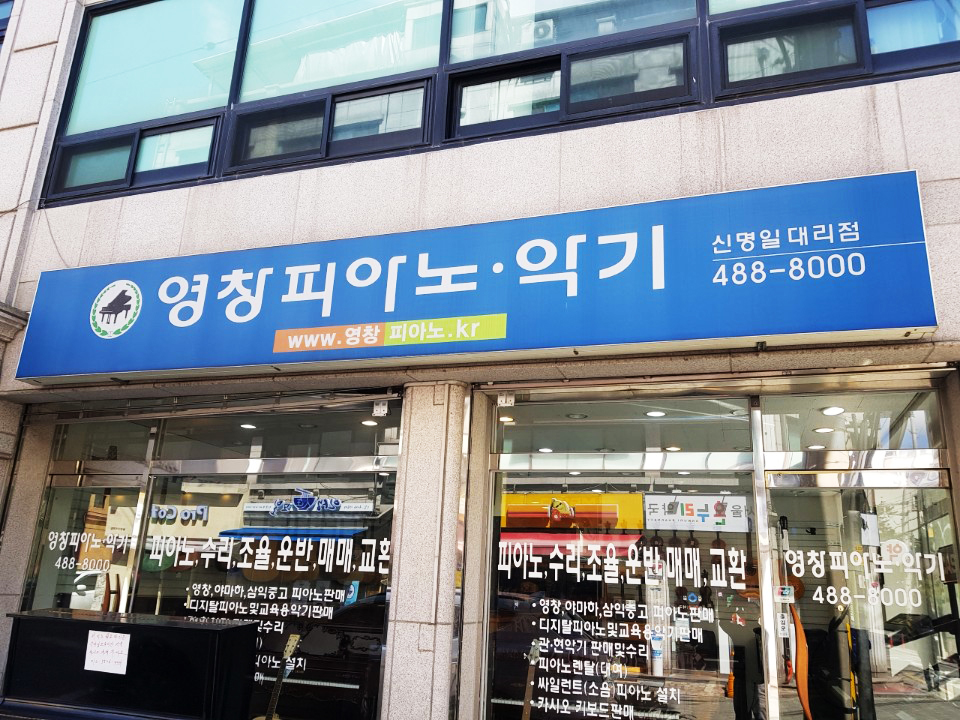 영창피아노·악기
신명일대리점
488-8000
www.영창피아노.kr
영창피아노·악기
488-8000
피아노,수리,조율,운반,매매,교환
·영창,야마하,삼익중고 피아노판매
·디지탈피아노및교육용악기판매
피아노,수리,조율,운반,매매,교환
·영창,야마하,삼익중고 피아노판매
·디지탈피아노및교육용악기판매
·관·현악기 판매및수리
·피아노렌탈(대여)
·싸일런트(소음)피아노 설치
·카시오 키보드판매
영창피아노·악기
488-8000